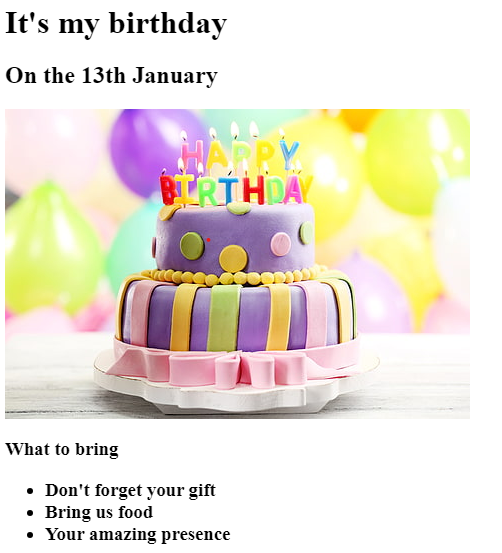 It's my birthday
On the 13th January
HAPPY
BIRTHDAY
What to bring
Don't forget your gift
Bring us food
Your amazing presence